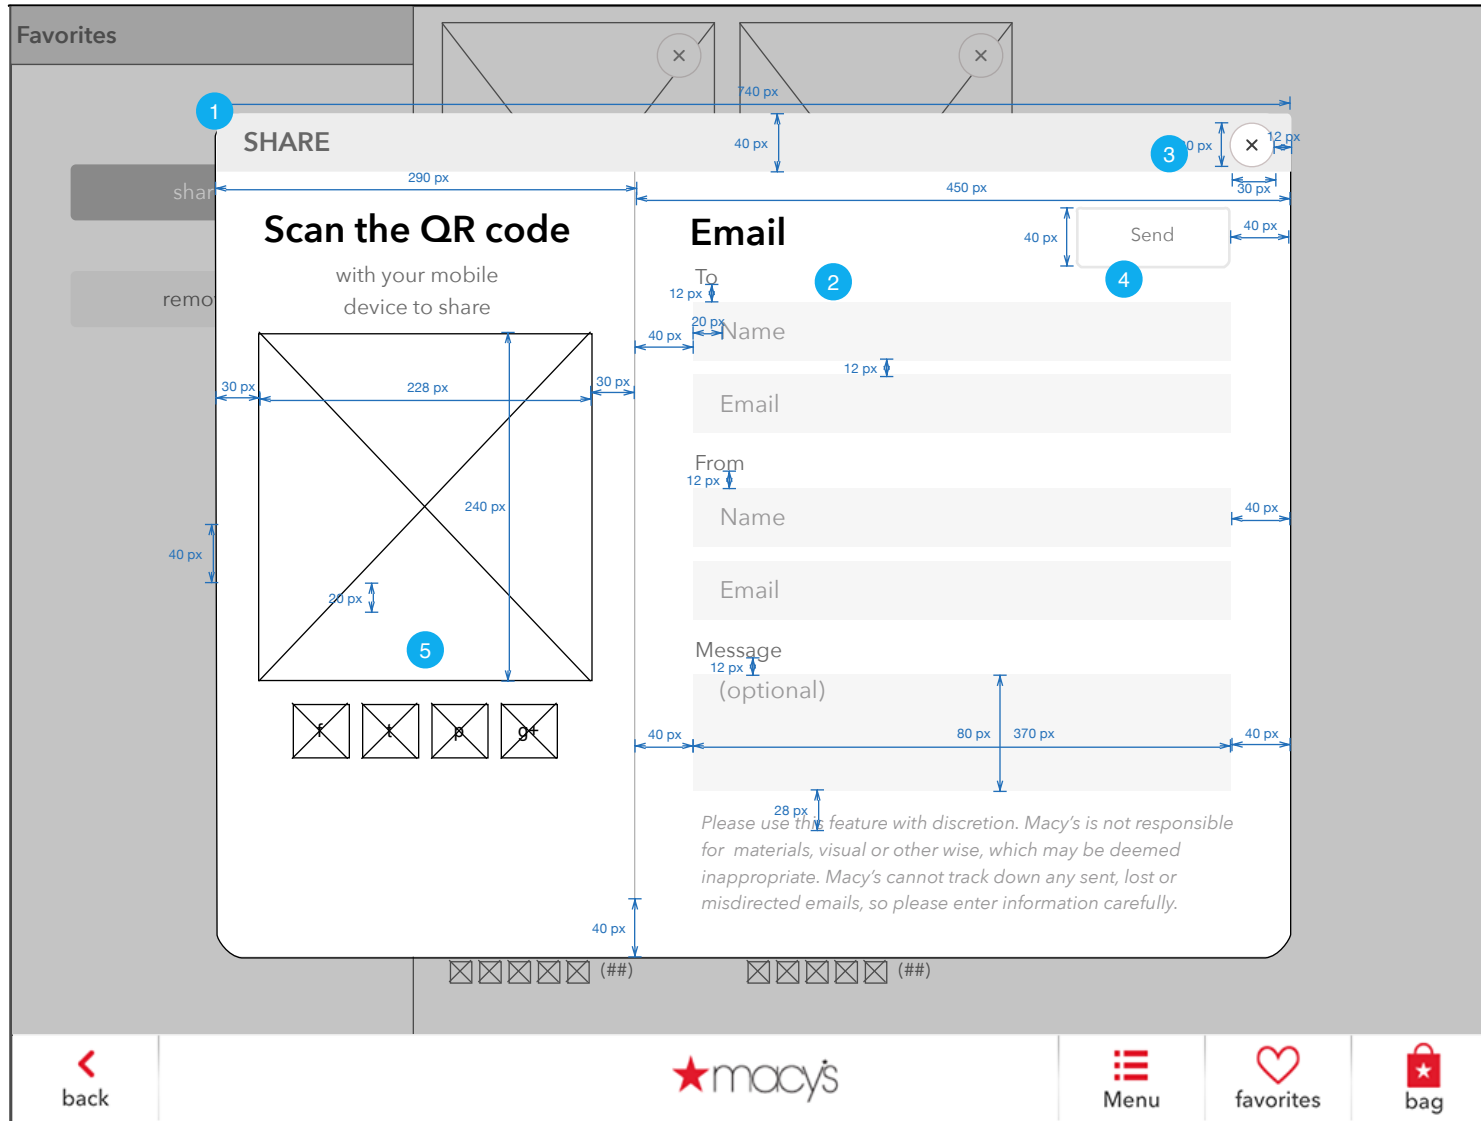 Favorites
×
×
740 px
1
SHARE
40 px
3
0 px
×
12 px
290 px
450 px
30 px
shar
Scan the QR code
with your mobile
device to share
Email
40 px
Send
40 px
4
To
2
12 px
remo
20 px
Name
40 px
12 px
30 px
228 px
30 px
Email
From
12 px
240 px
Name
40 px
40 px
20 px
Email
5
Message
12 px
(optional)
f
t
p
g+
40 px
80 px
370 px
40 px
28 px
Please use this feature with discretion. Macy's is not responsible
for materials, visual or other wise, which may be deemed
inappropriate. Macy's cannot track down any sent, lost or
misdirected emails, so please enter information carefully.
40 px
(##)
(##)
back
macy's
Menu
favorites
bag